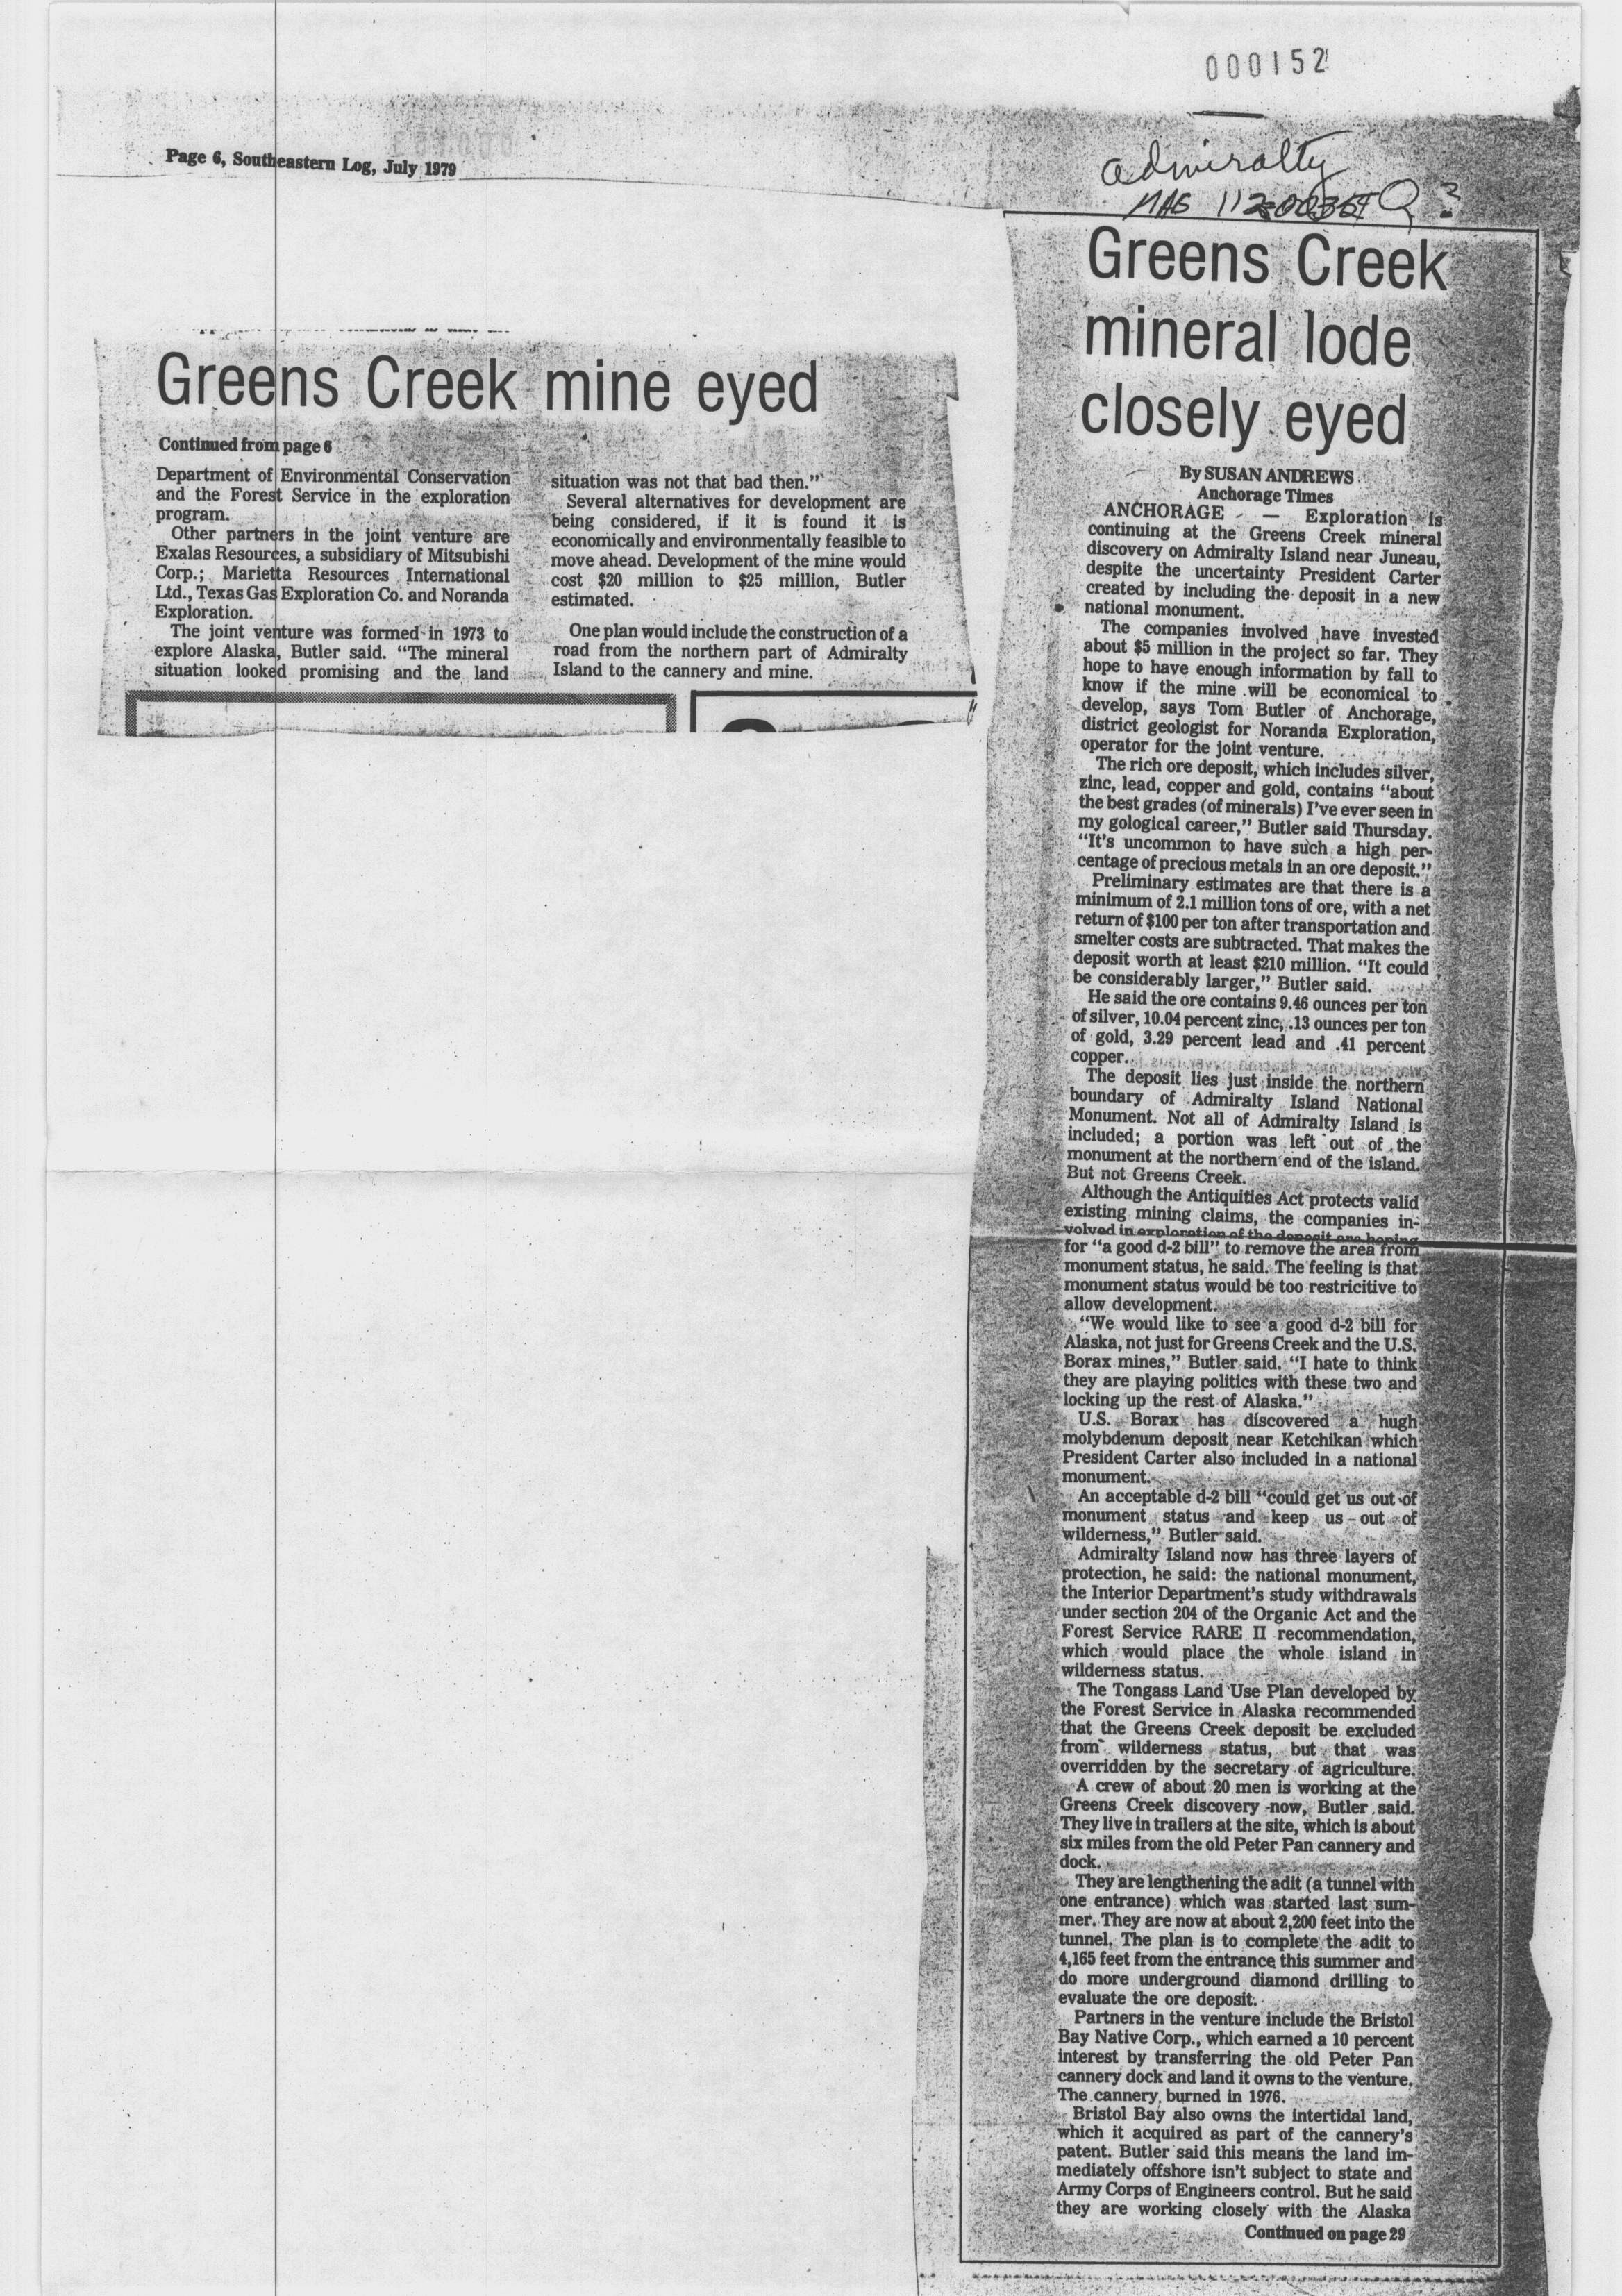 000152
Page 6, Southeastern Log, July 1979
admiralty
Greens Creek
mineral lode
closely eyed
By SUSAN ANDREWS
Anchorage Times
ANCHORAGE — Exploration is
continuing at the Greens Creek mineral
discovery on Admiralty Island near Juneau,
despite the uncertainty President Carter
created by including the deposit in a new
national monument.
The companies involved have invested
about $5 million in the project so far. They
hope to have enough information by fall to
know if the mine will be economical to
develop, says Tom Butler of Anchorage,
district geologist for Noranda Exploration,
operator for the joint venture.
The rich ore deposit, which includes silver,
zinc, lead, copper and gold, contains “about
the best grades (of minerals) I've ever seen in
my gological career,” Butler said Thursday.
“It's uncommon to have such a high per-
centage of precious metals in an ore deposit.”
Preliminary estimates are that there is a
minimum of 2.1 million tons of ore, with a net
return of $100 per ton after transportation and
smelter costs are subtracted. That makes the
deposit worth at least $210 million. “It could
be considerably larger,” Butler said.
He said the ore contains 9.46 ounces per ton
of silver, 10.04 percent zinc, .13 ounces per ton
of gold, 3.29 percent lead and .41 percent
copper.
The deposit lies just inside the northern
boundary of Admiralty Island National
Monument. Not all of Admiralty Island is
included; a portion was left out of the
monument at the northern end of the island.
But not Greens Creek.
Although the Antiquities Act protects valid
existing mining claims, the companies in-
volved in exploration of the deposit are hoping
for “a good d-2 bill” to remove the area from
monument status, he said. The feeling is that
monument status would be too restricitive to
allow development.
“We would like to see a good d-2 bill for
Alaska, not just for Greens Creek and the U.S.
Borax mines,” Butler said. “I hate to think
they are playing politics with these two and
locking up the rest of Alaska.”
U.S. Borax has discovered a hugh
molybdenum deposit near Ketchikan which
President Carter also included in a national
monument.
An acceptable d-2 bill “could get us out of
monument status and keep us out of
wilderness,” Butler said.
Admiralty Island now has three layers of
protection, he said: the national monument,
the Interior Department's study withdrawals
under section 204 of the Organic Act and the
Forest Service RARE II recommendation,
which would place the whole island in
wilderness status.
The Tongass Land Use Plan developed by
the Forest Service in Alaska recommended
that the Greens Creek deposit be excluded
from wilderness status, but that was
overridden by the secretary of agriculture.
A crew of about 20 men is working at the
Greens Creek discovery now, Butler said.
They live in trailers at the site, which is about
six miles from the old Peter Pan cannery and
dock.
They are lengthening the adit (a tunnel with
one entrance) which was started last sum-
mer. They are now at about 2,200 feet into the
tunnel. The plan is to complete the adit to
4,165 feet from the entrance this summer and
do more underground diamond drilling to
evaluate the ore deposit.
Partners in the venture include the Bristol
Bay Native Corp., which earned a 10 percent
interest by transferring the old Peter Pan
cannery dock and land it owns to the venture.
The cannery burned in 1976.
Bristol Bay also owns the intertidal land,
which it acquired as part of the cannery's
patent. Butler said this means the land im-
mediately offshore isn't subject to state and
Army Corps of Engineers control. But he said
they are working closely with the Alaska
Continued on page 29
Greens Creek mine eyed
Continued from page 6
Department of Environmental Conservation
and the Forest Service in the exploration
program.
Other partners in the joint venture are
Exalas Resources, a subsidiary of Mitsubishi
Corp.; Marietta Resources International
Ltd., Texas Gas Exploration Co. and Noranda
Exploration.
The joint venture was formed in 1973 to
explore Alaska, Butler said. “The mineral
situation looked promising and the land
situation was not that bad then.”
Several alternatives for development are
being considered, if it is found it is
economically and environmentally feasible to
move ahead. Development of the mine would
cost $20 million to $25 million, Butler
estimated.
One plan would include the construction of a
road from the northern part of Admiralty
Island to the cannery and mine.